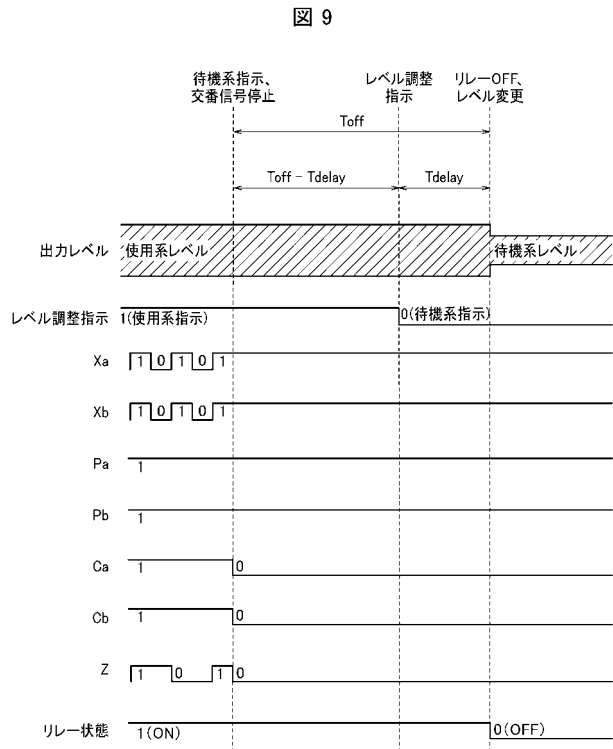 図 9
待機系指示、
交番信号停止
レベル調整
指示
リレーOFF、
レベル変更
Toff
Toff - Tdelay
Tdelay
出力レベル
使用系レベル
待機系レベル
レベル調整指示
1(使用系指示)
0(待機系指示)
Xa
1 0 1 0 1
Xb
1 0 1 0 1
Pa
1
Pb
1
Ca
1
0
Cb
1
0
Z
1 0 1 0
リレー状態
1(ON)
0(OFF)